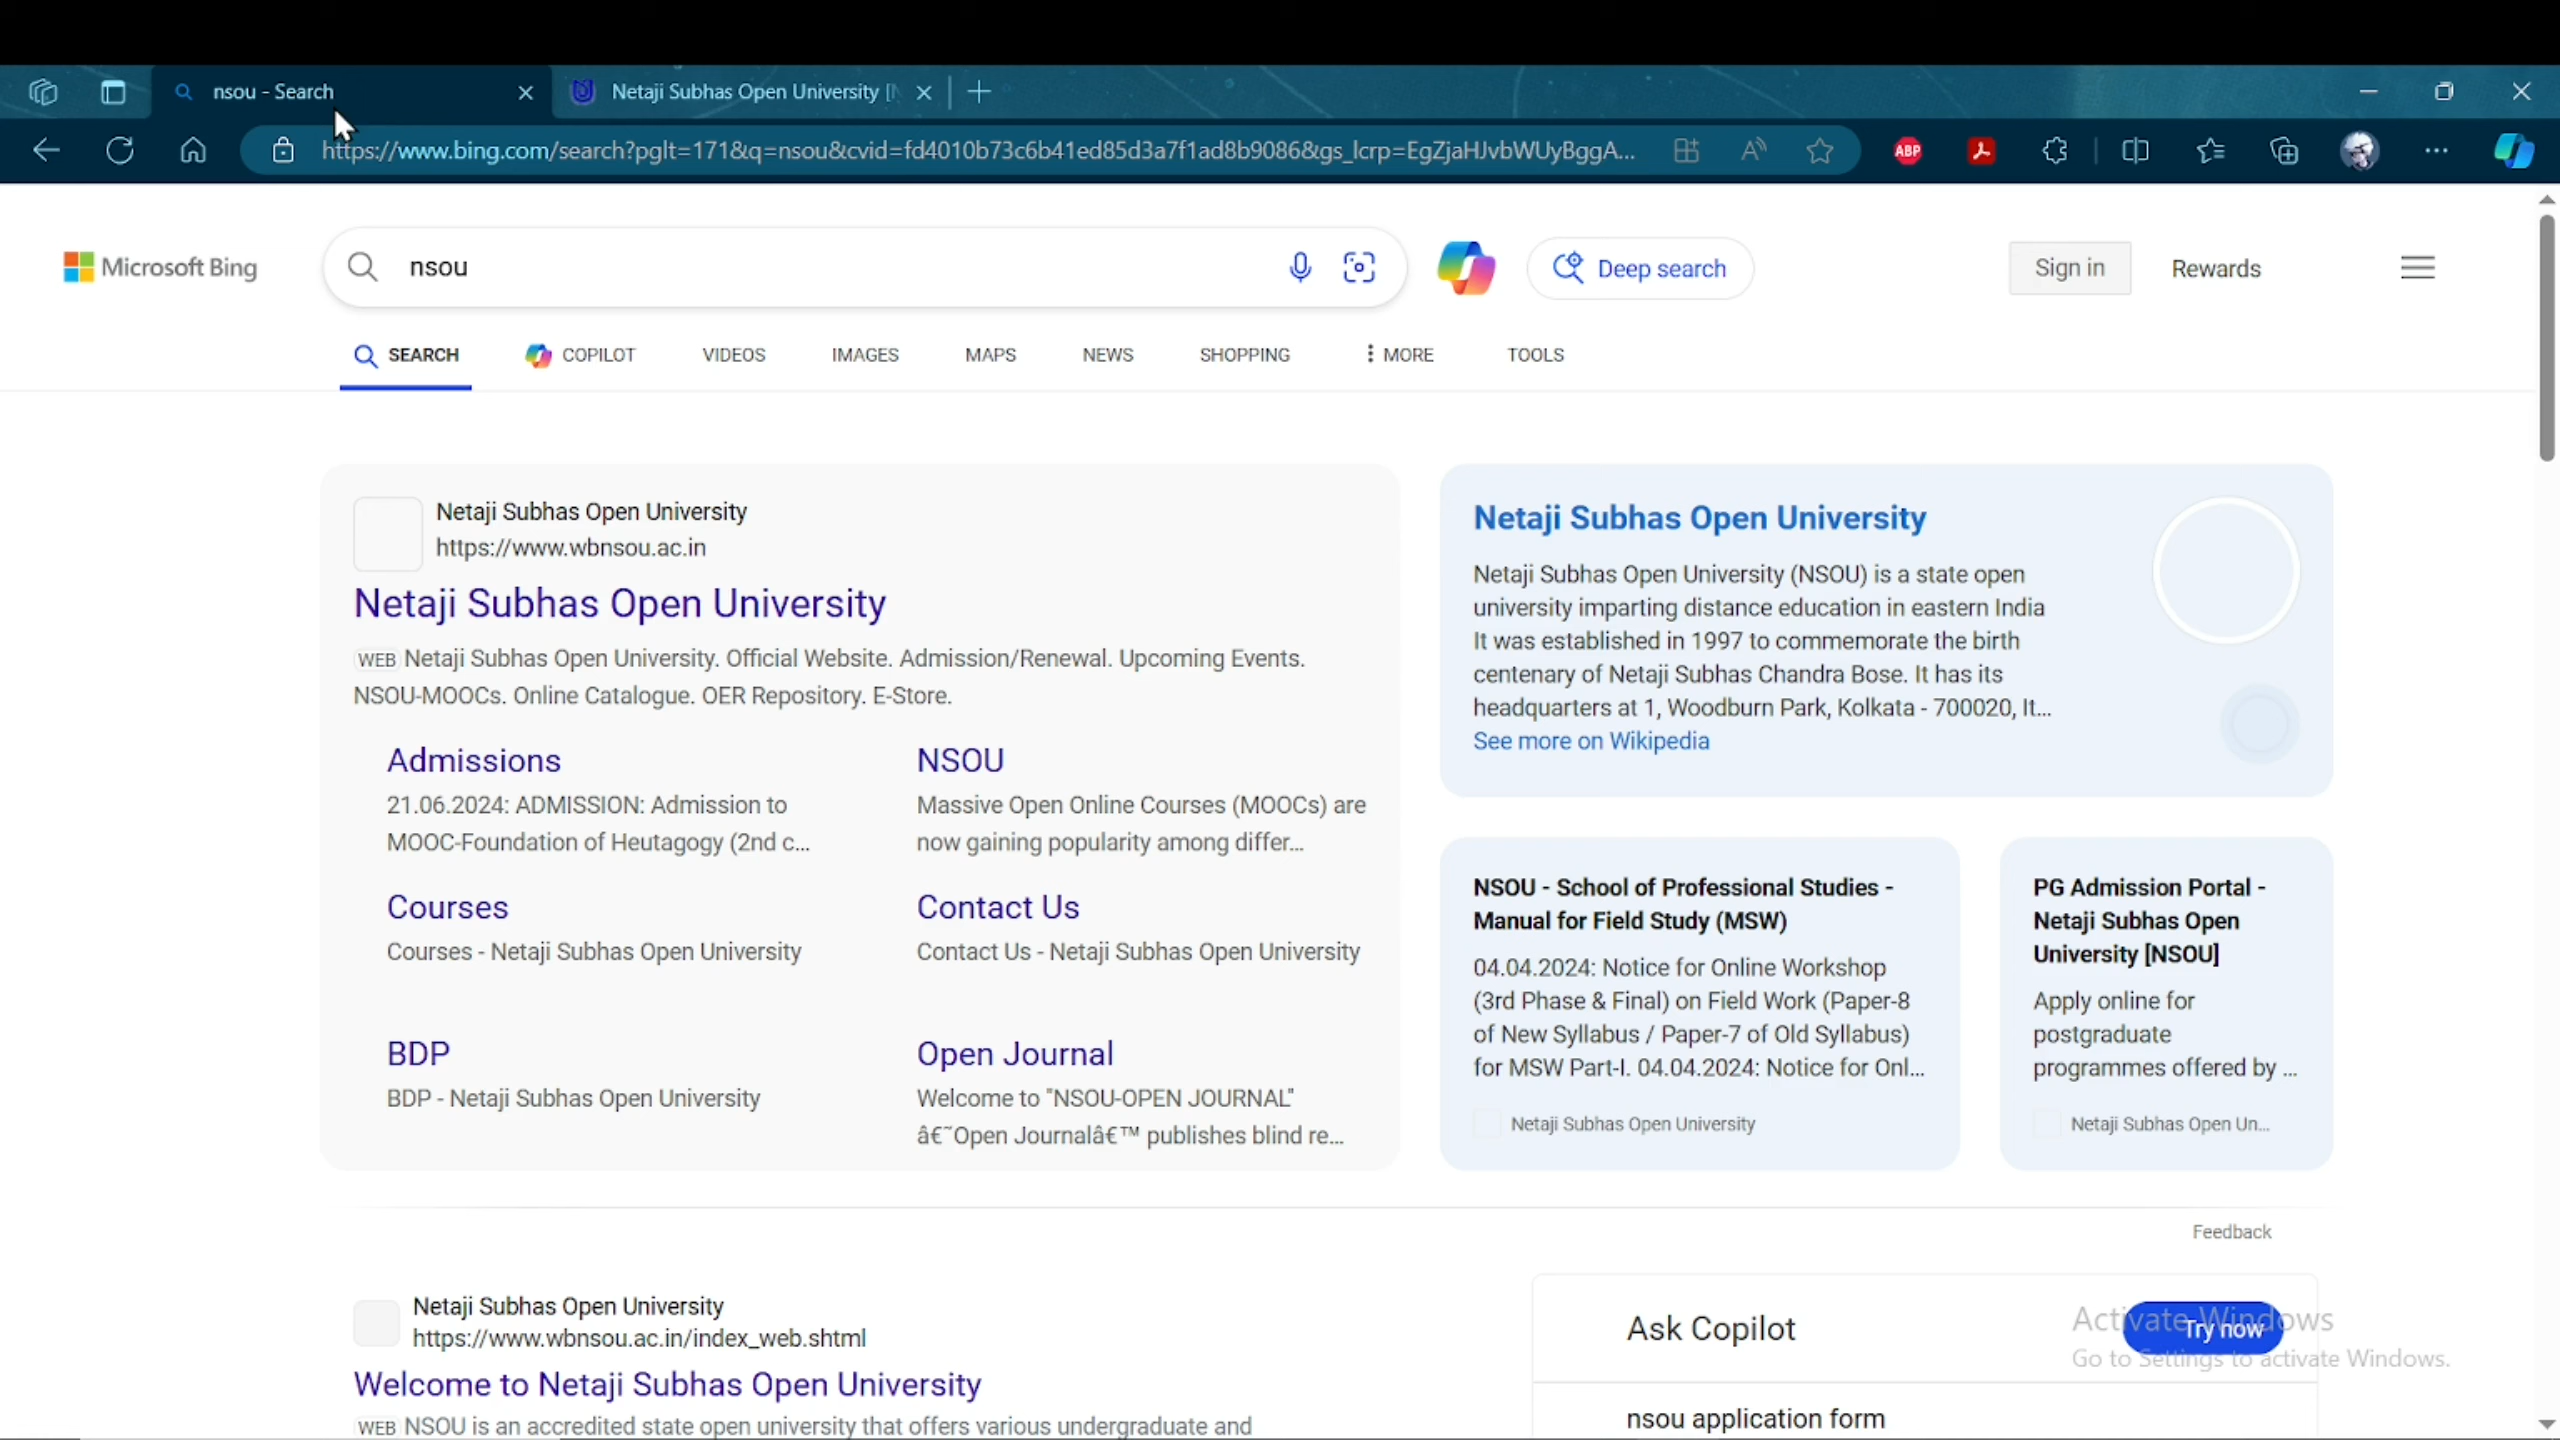 nsou - Search
Netaji Subhas Open University [N
https://www.bing.com/search?pglt=171&q=nsou&cvid=fd4010b73c6b41ed85d3a7f1ad8b9086&gs_lcrp=EgZjaHJvbWUyBggA...
ABP
Microsoft Bing
nsou
Deep search
Sign in
Rewards
SEARCH
COPILOT
VIDEOS
IMAGES
MAPS
NEWS
SHOPPING
MORE
TOOLS
Netaji Subhas Open University
https://www.wbnsou.ac.in
Netaji Subhas Open University
WEB Netaji Subhas Open University. Official Website. Admission/Renewal. Upcoming Events.
NSOU-MOOCs. Online Catalogue. OER Repository. E-Store.
Admissions
21.06.2024: ADMISSION: Admission to
MOOC-Foundation of Heutagogy (2nd c...
NSOU
Massive Open Online Courses (MOOCs) are
now gaining popularity among differ...
Courses
Courses - Netaji Subhas Open University
Contact Us
Contact Us - Netaji Subhas Open University
BDP
BDP - Netaji Subhas Open University
Open Journal
Welcome to "NSOU-OPEN JOURNAL"
â€˜Open Journalâ€™ publishes blind re...
Netaji Subhas Open University
Netaji Subhas Open University (NSOU) is a state open
university imparting distance education in eastern India
It was established in 1997 to commemorate the birth
centenary of Netaji Subhas Chandra Bose. It has its
headquarters at 1, Woodburn Park, Kolkata - 700020, It...
See more on Wikipedia
NSOU - School of Professional Studies -
Manual for Field Study (MSW)
04.04.2024: Notice for Online Workshop
(3rd Phase & Final) on Field Work (Paper-8
of New Syllabus / Paper-7 of Old Syllabus)
for MSW Part-I. 04.04.2024: Notice for Onl...
Netaji Subhas Open University
PG Admission Portal -
Netaji Subhas Open
University [NSOU]
Apply online for
postgraduate
programmes offered by ...
Netaji Subhas Open Un...
Feedback
Netaji Subhas Open University
https://www.wbnsou.ac.in/index_web.shtml
Welcome to Netaji Subhas Open University
WEB NSOU is an accredited state open university that offers various undergraduate and
Ask Copilot
Try now
Activate Windows
Go to Settings to activate Windows.
nsou application form